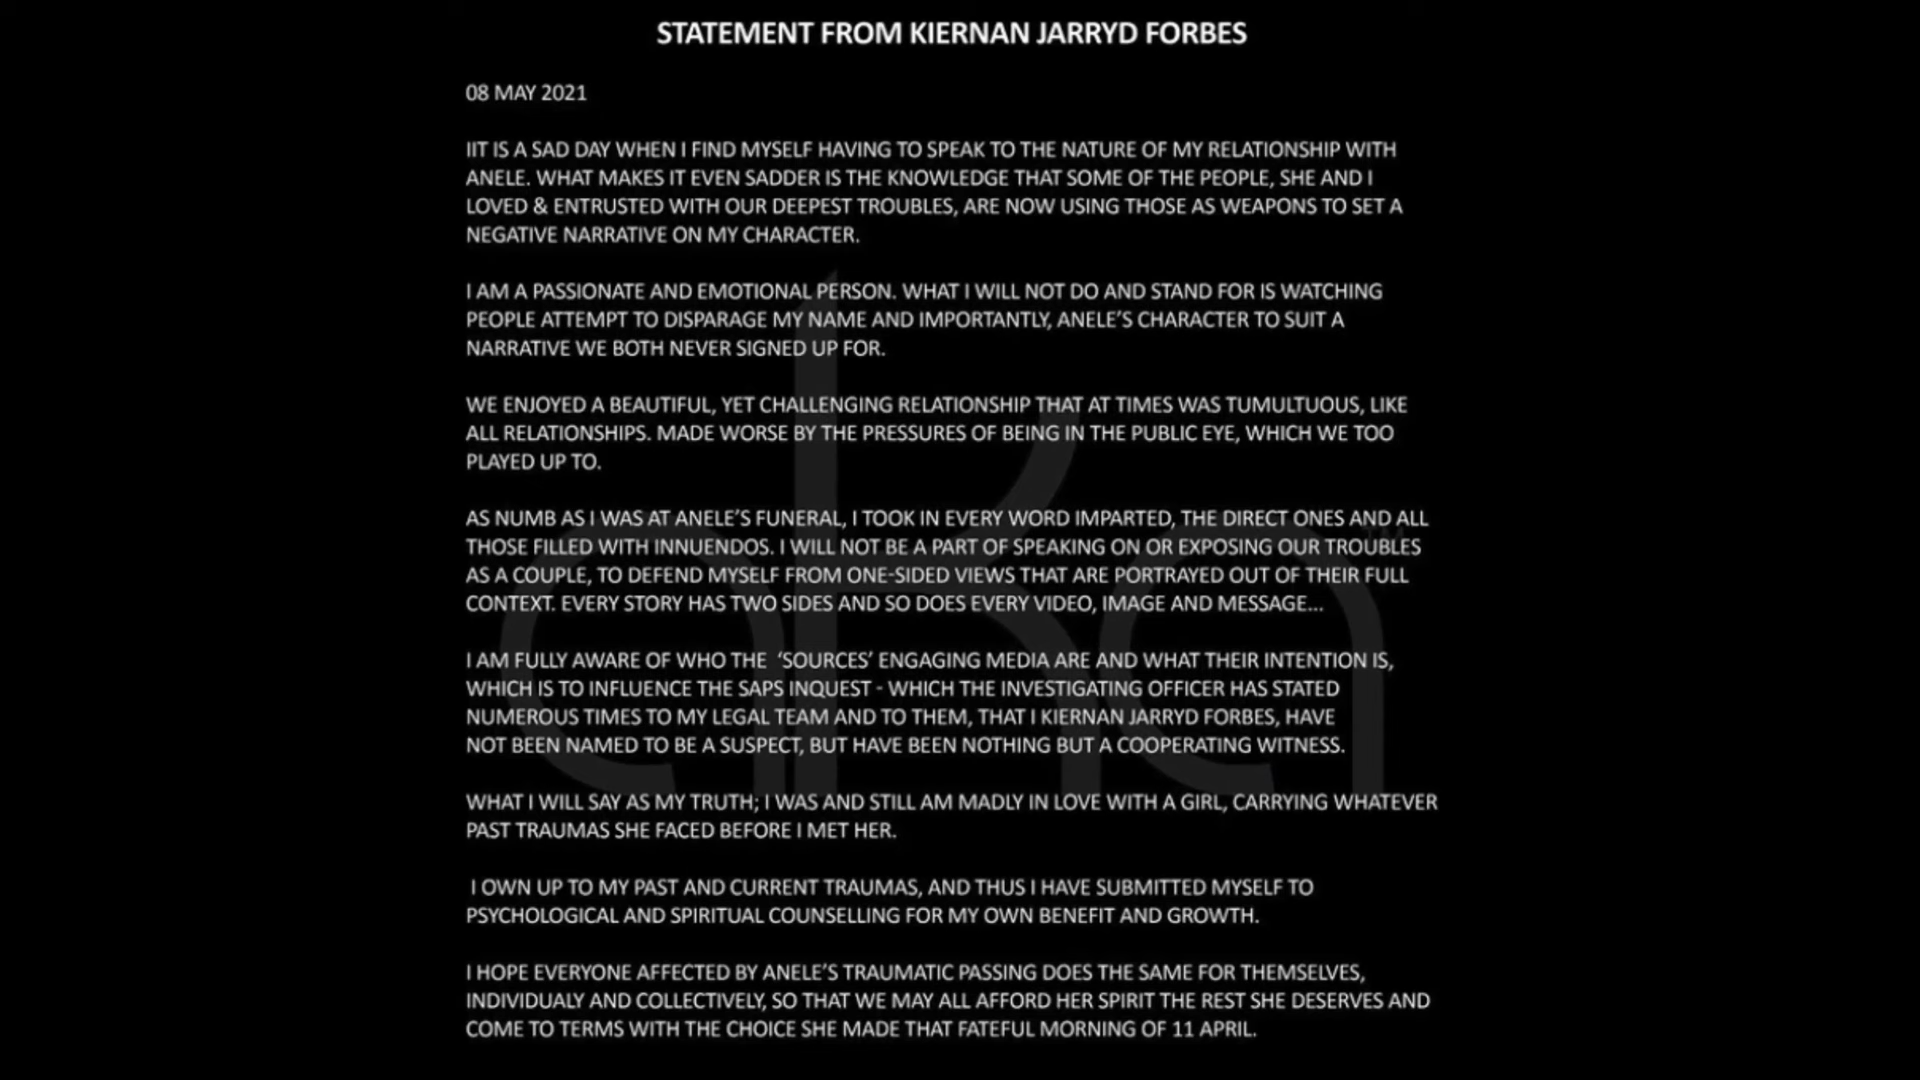 STATEMENT FROM KIERNAN JARRYD FORBES
08 MAY 2021
IIT IS A SAD DAY WHEN I FIND MYSELF HAVING TO SPEAK TO THE NATURE OF MY RELATIONSHIP WITH
ANELE. WHAT MAKES IT EVEN SADDER IS THE KNOWLEDGE THAT SOME OF THE PEOPLE, SHE AND I
LOVED & ENTRUSTED WITH OUR DEEPEST TROUBLES, ARE NOW USING THOSE AS WEAPONS TO SET A
NEGATIVE NARRATIVE ON MY CHARACTER.
I AM A PASSIONATE AND EMOTIONAL PERSON. WHAT I WILL NOT DO AND STAND FOR IS WATCHING
PEOPLE ATTEMPT TO DISPARAGE MY NAME AND IMPORTANTLY, ANELE'S CHARACTER TO SUIT A
NARRATIVE WE BOTH NEVER SIGNED UP FOR.
WE ENJOYED A BEAUTIFUL, YET CHALLENGING RELATIONSHIP THAT AT TIMES WAS TUMULTUOUS, LIKE
ALL RELATIONSHIPS. MADE WORSE BY THE PRESSURES OF BEING IN THE PUBLIC EYE, WHICH WE TOO
PLAYED UP TO.
AS NUMB AS I WAS AT ANELE'S FUNERAL, I TOOK IN EVERY WORD IMPARTED, THE DIRECT ONES AND ALL
THOSE FILLED WITH INNUENDOS. I WILL NOT BE A PART OF SPEAKING ON OR EXPOSING OUR TROUBLES
AS A COUPLE, TO DEFEND MYSELF FROM ONE-SIDED VIEWS THAT ARE PORTRAYED OUT OF THEIR FULL
CONTEXT. EVERY STORY HAS TWO SIDES AND SO DOES EVERY VIDEO, IMAGE AND MESSAGE...
I AM FULLY AWARE OF WHO THE 'SOURCES' ENGAGING MEDIA ARE AND WHAT THEIR INTENTION IS,
WHICH IS TO INFLUENCE THE SAPS INQUEST - WHICH THE INVESTIGATING OFFICER HAS STATED
NUMEROUS TIMES TO MY LEGAL TEAM AND TO THEM, THAT I KIERNAN JARRYD FORBES, HAVE
NOT BEEN NAMED TO BE A SUSPECT, BUT HAVE BEEN NOTHING BUT A COOPERATING WITNESS.
WHAT I WILL SAY AS MY TRUTH; I WAS AND STILL AM MADLY IN LOVE WITH A GIRL, CARRYING WHATEVER
PAST TRAUMAS SHE FACED BEFORE I MET HER.
I OWN UP TO MY PAST AND CURRENT TRAUMAS, AND THUS I HAVE SUBMITTED MYSELF TO
PSYCHOLOGICAL AND SPIRITUAL COUNSELLING FOR MY OWN BENEFIT AND GROWTH.
I HOPE EVERYONE AFFECTED BY ANELE'S TRAUMATIC PASSING DOES THE SAME FOR THEMSELVES,
INDIVIDUALY AND COLLECTIVELY, SO THAT WE MAY ALL AFFORD HER SPIRIT THE REST SHE DESERVES AND
COME TO TERMS WITH THE CHOICE SHE MADE THAT FATEFUL MORNING OF 11 APRIL.
aKa
TM